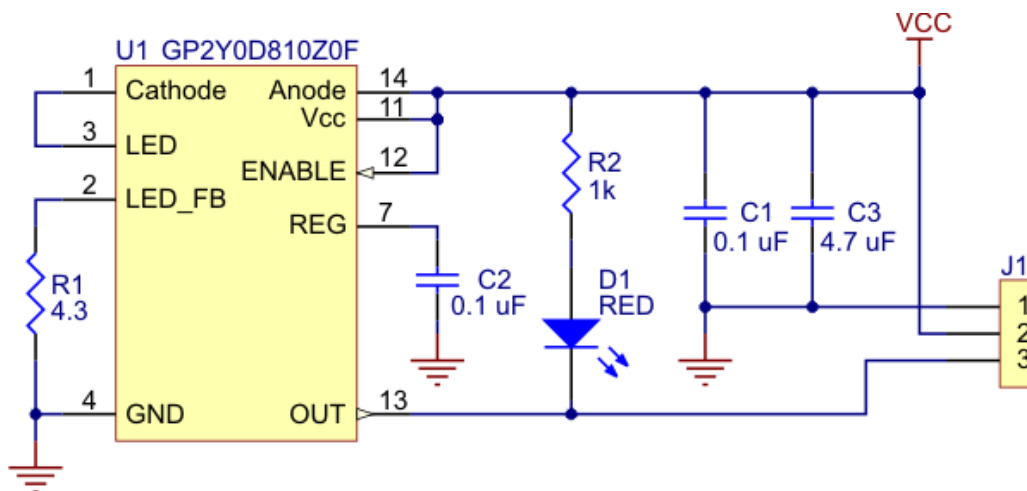 VCC
U1 GP2Y0D810Z0F
1 Cathode Anode 14
Vcc 11
3 LED
ENABLE 12
2 LED_FB
REG 7
R2
1k
C1
0.1 uF
C3
4.7 uF
J1
1
2
3
R1
4.3
C2
0.1 uF
D1
RED
4 GND OUT 13